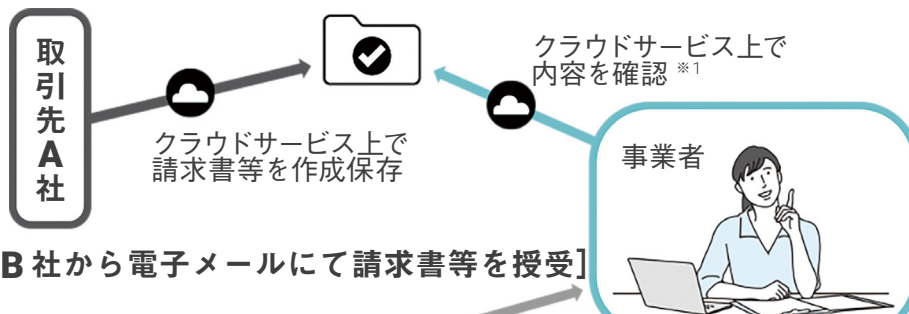 取引先A社
クラウドサービス上で
請求書等を作成保存
クラウドサービス上で
内容を確認 ※1
事業者
B社から電子メールにて請求書等を授受]